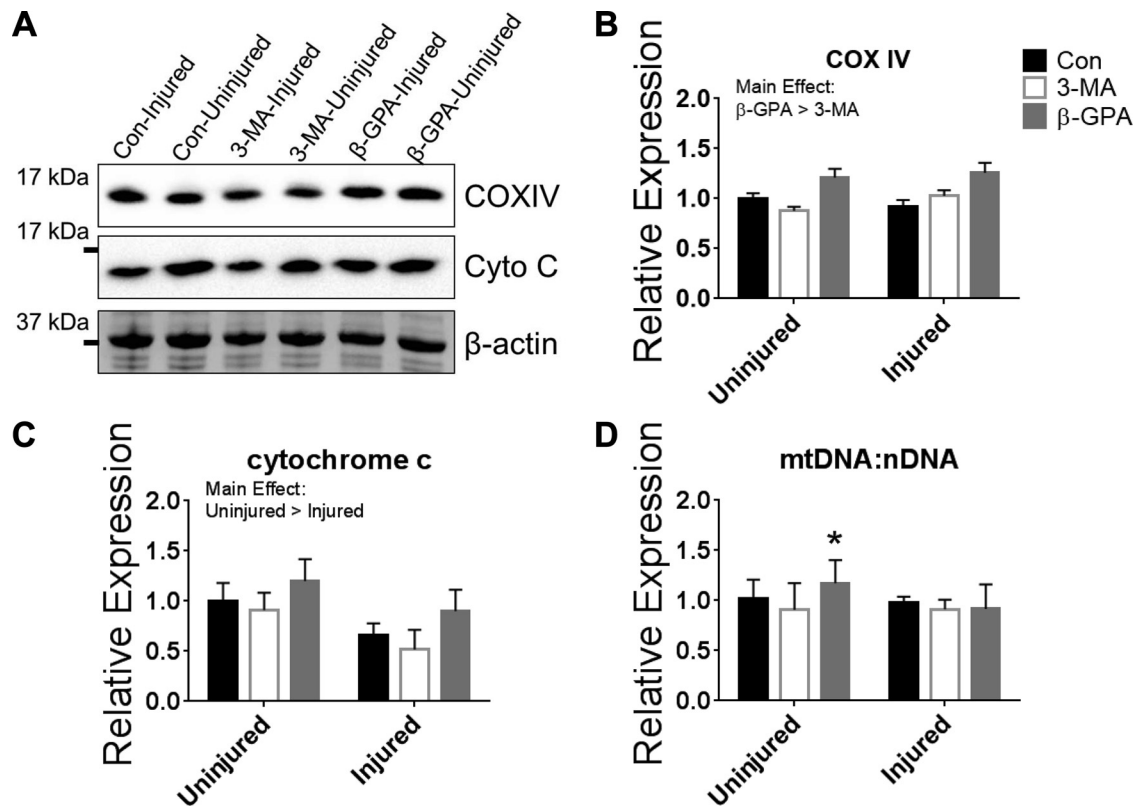 A
Con-Injured
Con-Uninjured
3-MA-Injured
3-MA-Uninjured
β-GPA-Injured
β-GPA-Uninjured
17 kDa
COXIV
17 kDa
Cyto C
37 kDa
β-actin
B
COX IV
Main Effect:
β-GPA > 3-MA
Con
3-MA
β-GPA
Relative Expression
2.0
1.5
1.0
0.5
0.0
Uninjured
Injured
C
cytochrome c
Main Effect:
Uninjured > Injured
Relative Expression
2.0
1.5
1.0
0.5
0.0
Uninjured
Injured
D
mtDNA:nDNA
Relative Expression
2.0
1.5
1.0
0.5
0.0
*
Uninjured
Injured